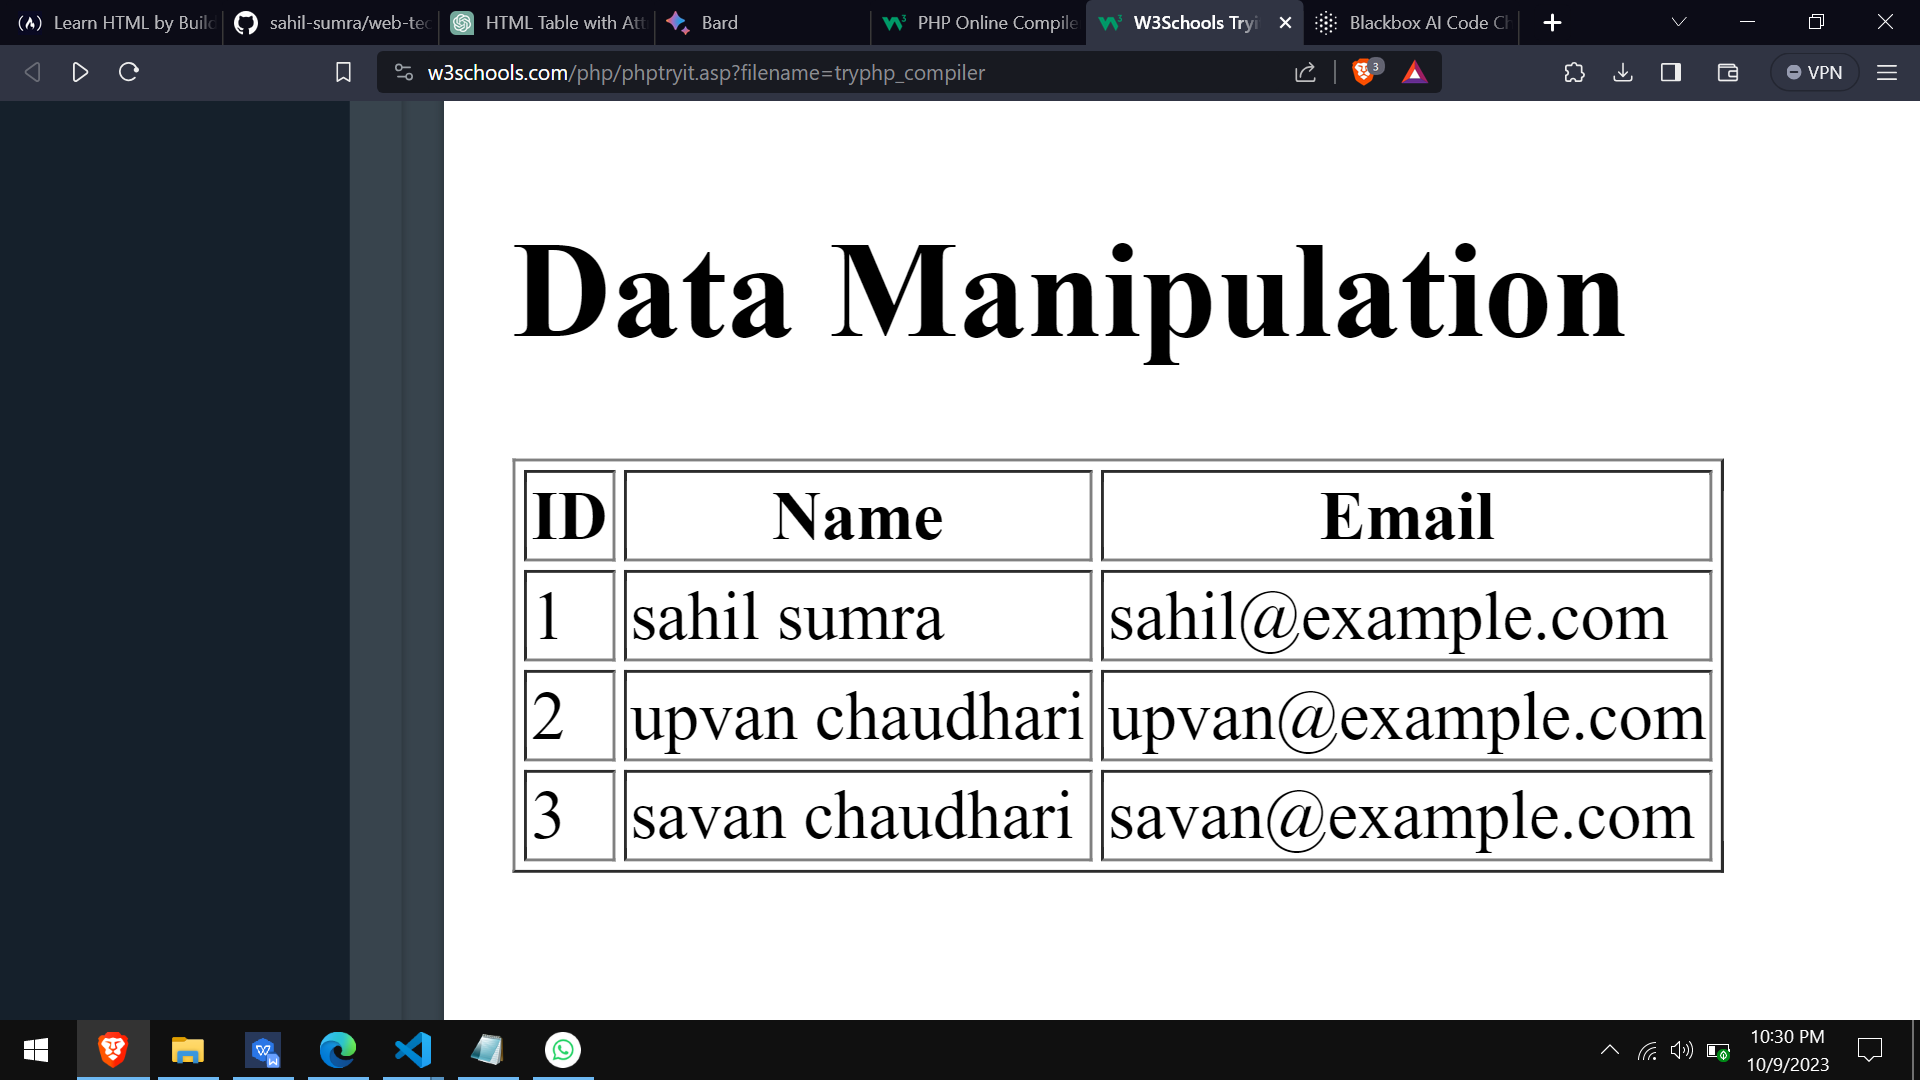 Learn HTML by Build
sahil-sumra/web-tec
HTML Table with Att
Bard
PHP Online Compile
W3Schools Tryi
Blackbox AI Code Ch
w3schools.com/php/phptryit.asp?filename=tryphp_compiler
3
VPN
Data Manipulation
ID Name Email
1 sahil sumra sahil@example.com
2 upvan chaudhari upvan@example.com
3 savan chaudhari savan@example.com
10:30 PM
10/9/2023